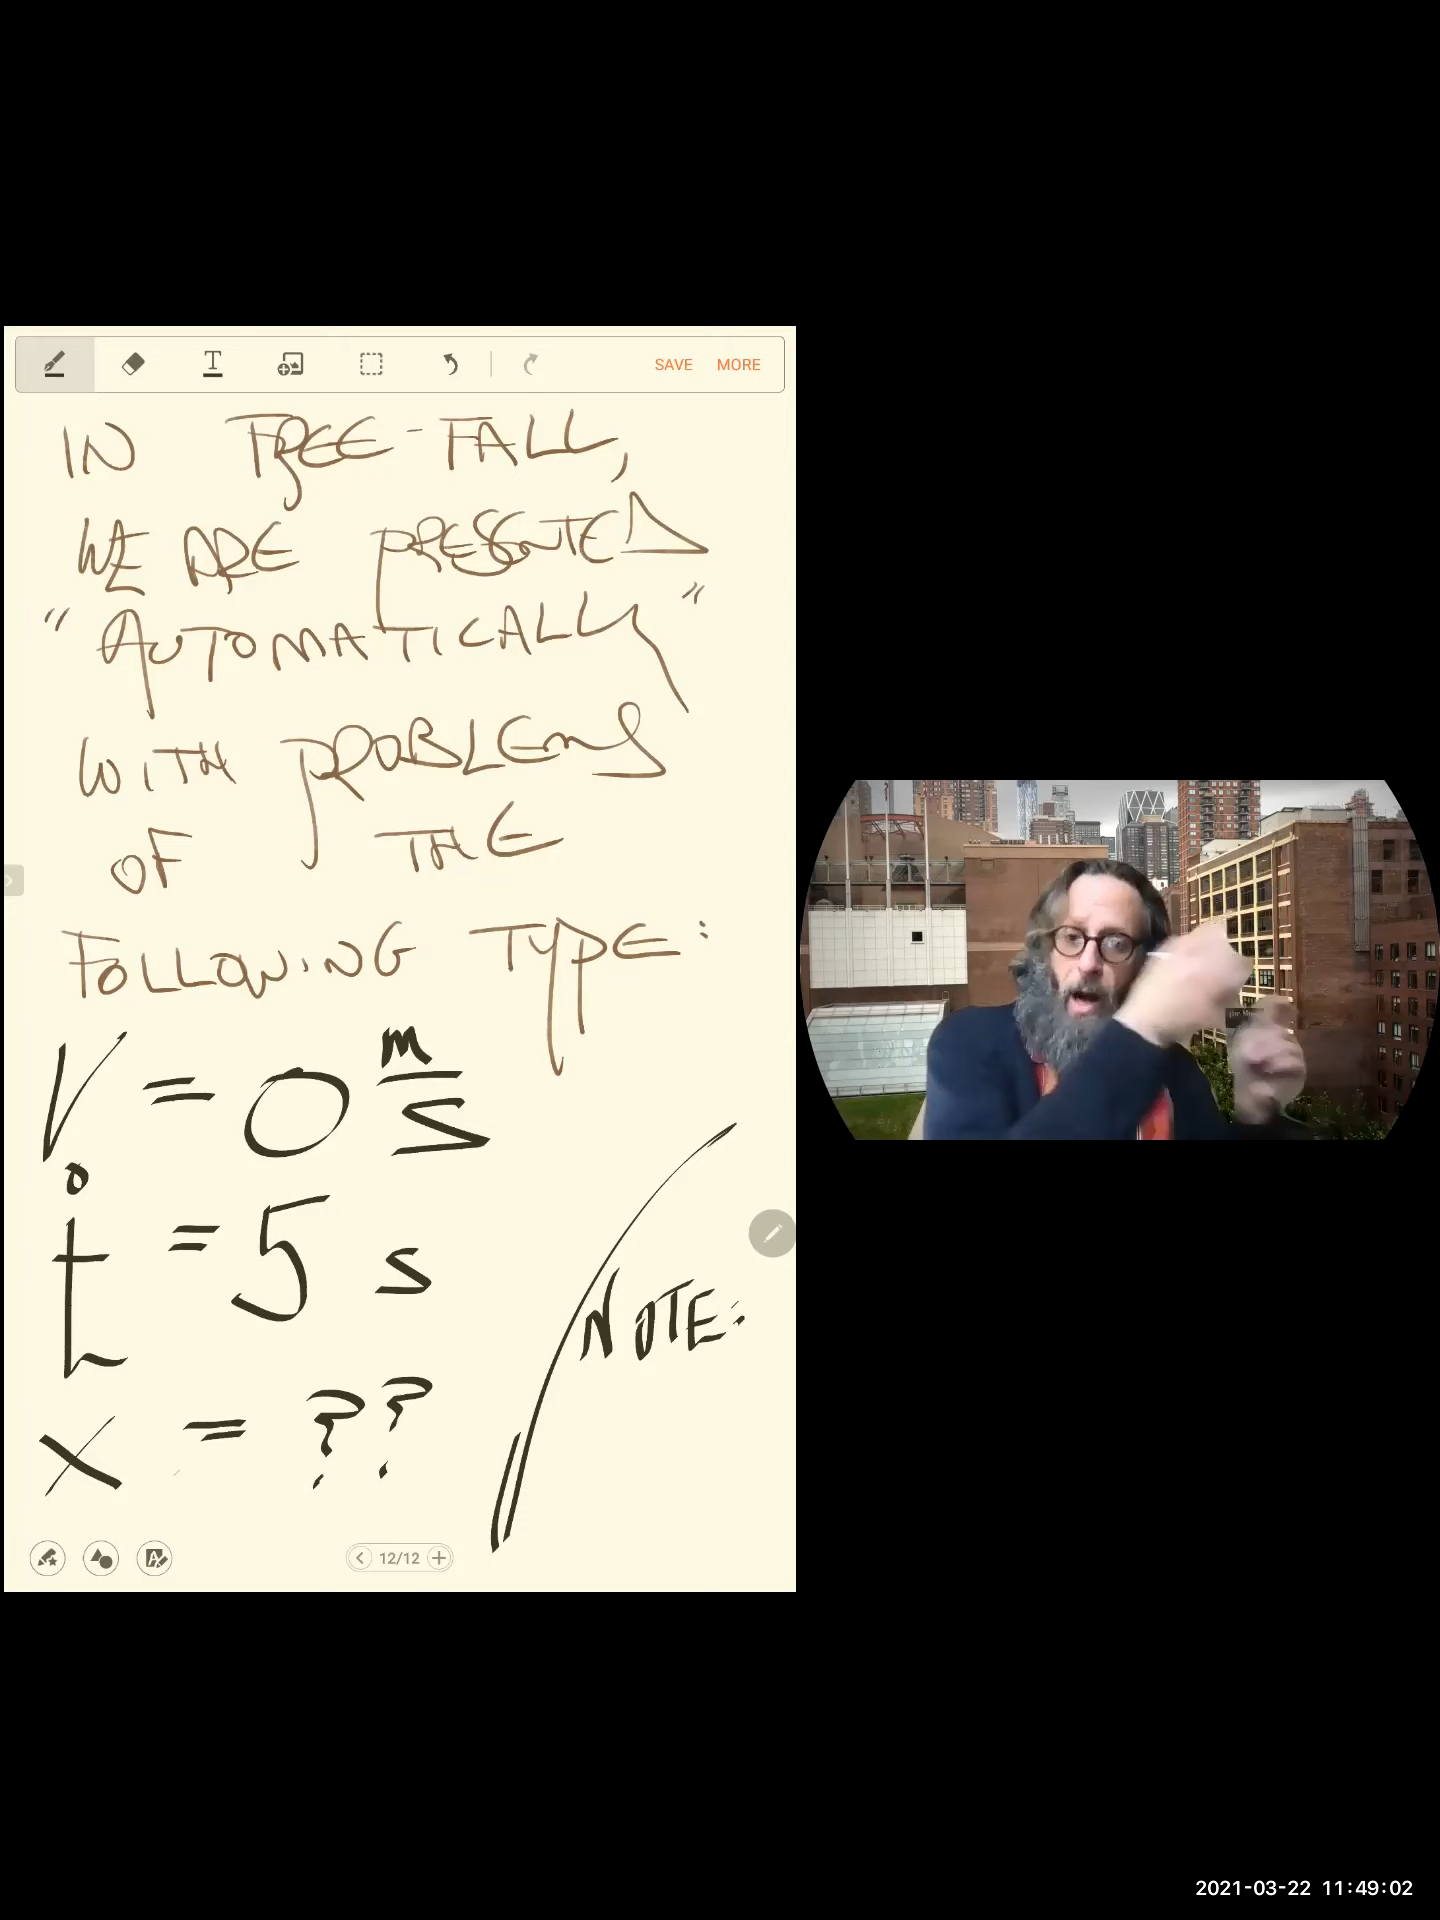 SAVE MORE
IN FREE-FALL,
WE ARE PRESENTED
"AUTOMATICALLY"
WITH PROBLEMS
OF THE
FOLLOWING TYPE:
V₀ = 0 m/s
t = 5 s
NOTE:
x = ??
12/12
2021-03-22 11:49:02